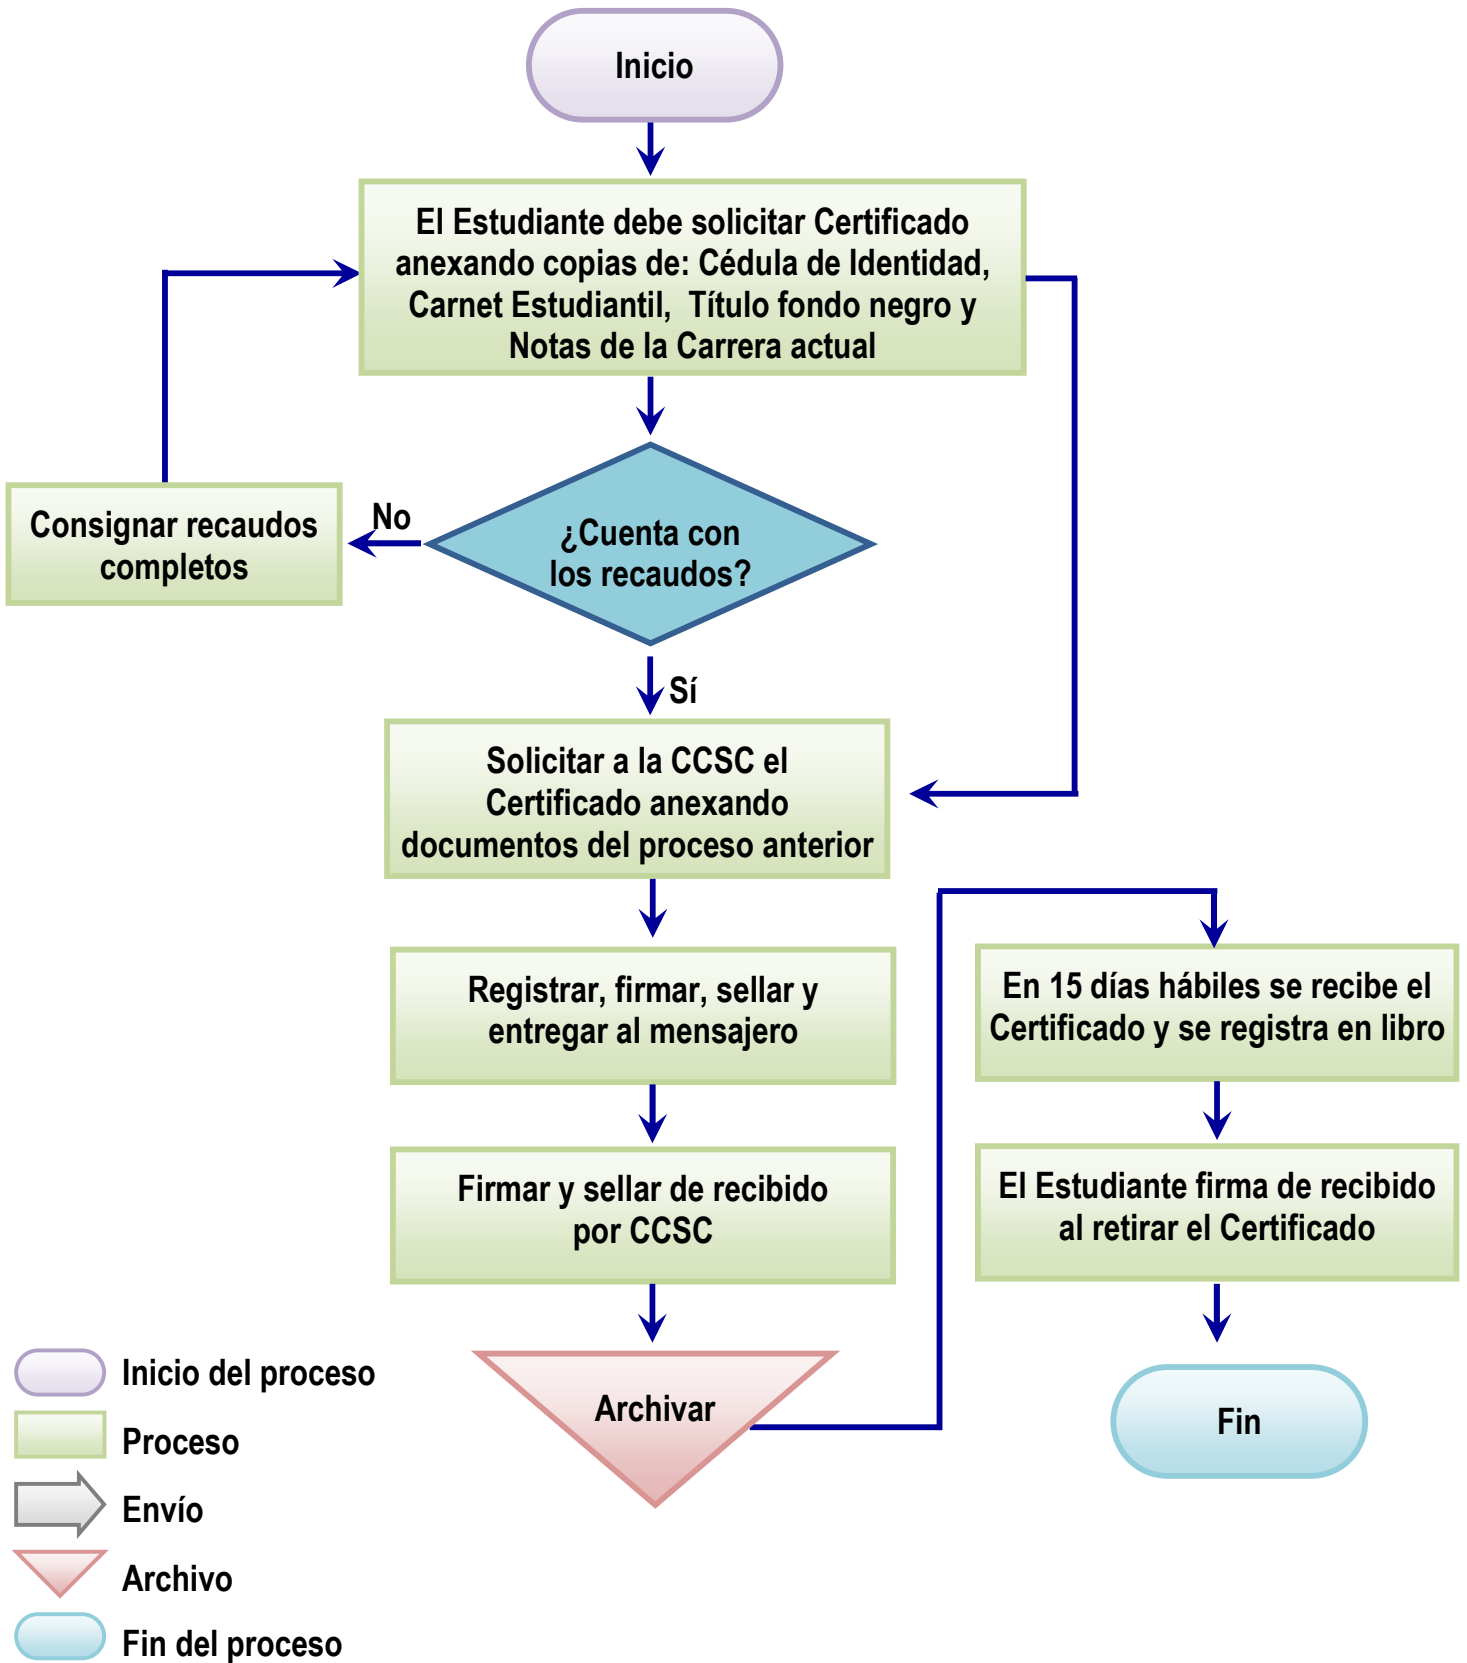 Inicio
El Estudiante debe solicitar Certificado
anexando copias de: Cédula de Identidad,
Carnet Estudiantil, Título fondo negro y
Notas de la Carrera actual
Consignar recaudos
completos
No
¿Cuenta con
los recaudos?
Sí
Solicitar a la CCSC el
Certificado anexando
documentos del proceso anterior
Registrar, firmar, sellar y
entregar al mensajero
Firmar y sellar de recibido
por CCSC
Archivar
En 15 días hábiles se recibe el
Certificado y se registra en libro
El Estudiante firma de recibido
al retirar el Certificado
Fin
Inicio del proceso
Proceso
Envío
Archivo
Fin del proceso